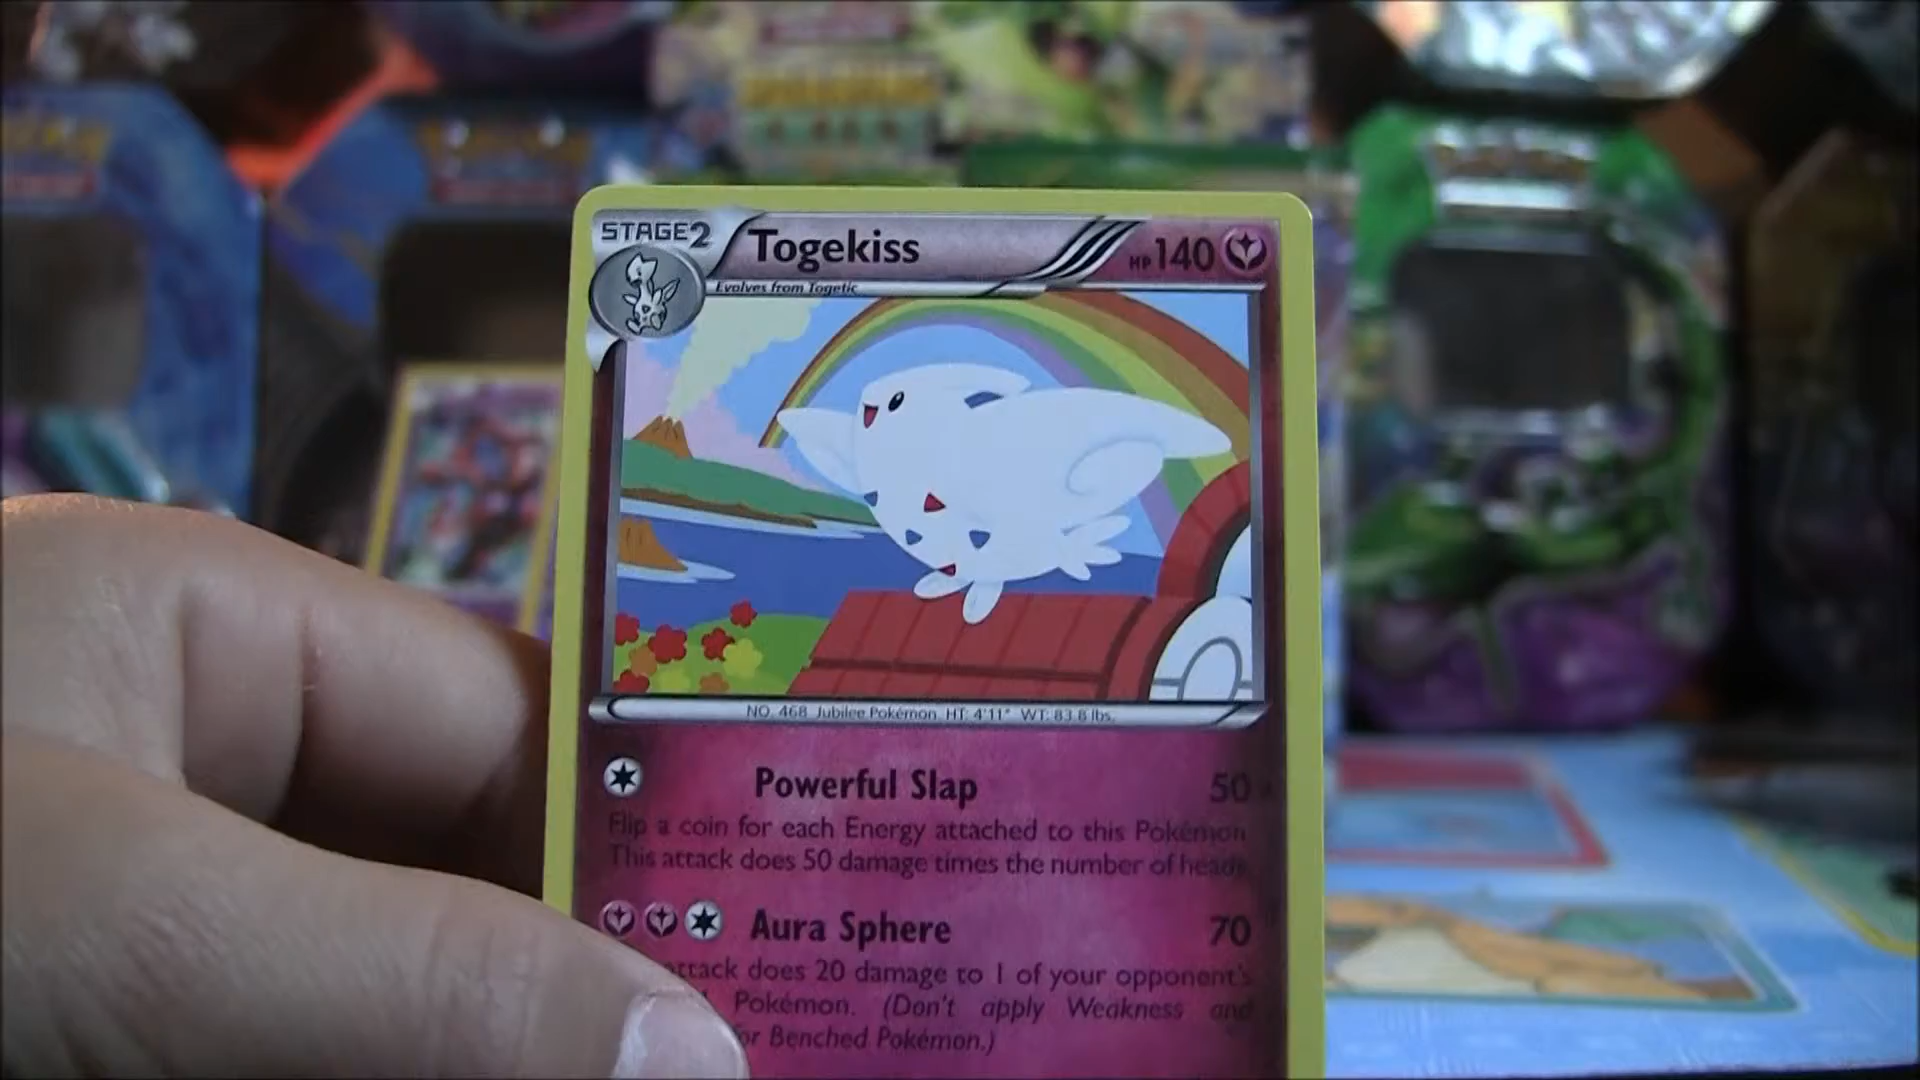 STAGE2
Togekiss
HP 140
Evolves from Togetic
NO. 468 Jubilee Pokémon HT: 4'11" WT: 83.8 lbs.
Powerful Slap 50
Flip a coin for each Energy attached to this Pokémon
This attack does 50 damage times the number of heads
Aura Sphere 70
attack does 20 damage to 1 of your opponent's
Pokémon. (Don't apply Weakness and
for Benched Pokémon.)